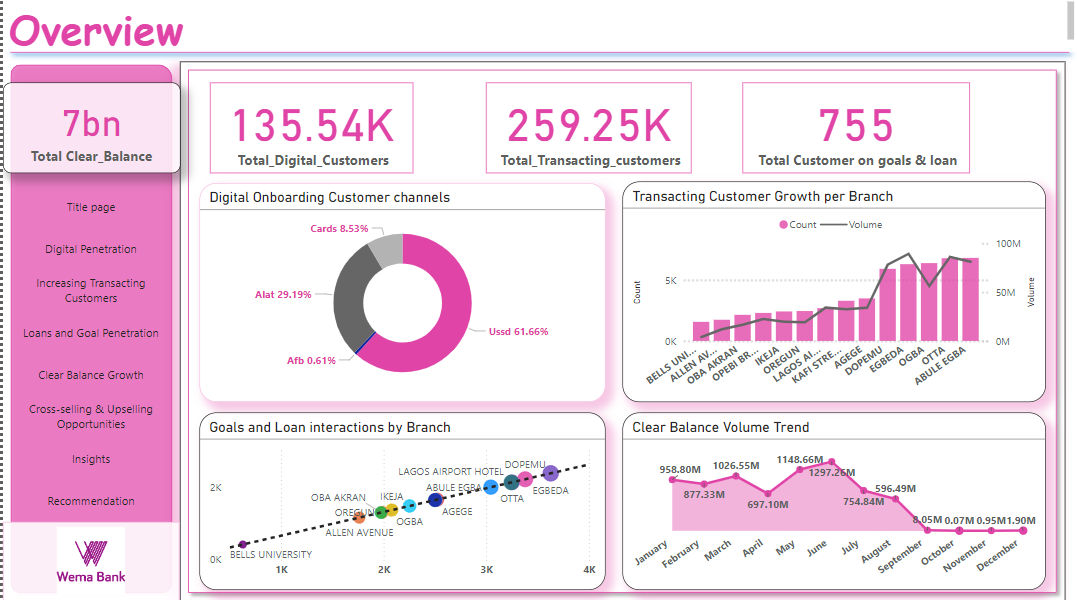 Overview
7bn
Total Clear_Balance
Title page
Digital Penetration
Increasing Transacting
Customers
Loans and Goal Penetration
Clear Balance Growth
Cross-selling & Upselling
Opportunities
Insights
Recommendation
Wema Bank
135.54K
Total_Digital_Customers
259.25K
Total_Transacting_customers
755
Total Customer on goals & loan
Digital Onboarding Customer channels
Cards 8.53%
Alat 29.19%
Ussd 61.66%
Afb 0.61%
Transacting Customer Growth per Branch
Count Volume
100M
5K
50M
0K
0M
Count
Volume
BELLS UNI...
ALLEN AV...
OBA AKRAN
OPEBI BR...
IKEJA
OREGUN
LAGOS AI...
KAFI STRE...
AGEGE
DOPEMU
EGBEDA
OGBA
OTTA
ABULE EGBA
Goals and Loan interactions by Branch
2K
0K
LAGOS AIRPORT HOTEL
DOPEMU
ABULE EGBA
EGBEDA
OTTA
OBA AKRAN
IKEJA
AGEGE
OREGUN
OGBA
ALLEN AVENUE
BELLS UNIVERSITY
1K
2K
3K
4K
Clear Balance Volume Trend
958.80M
877.33M
1026.55M
697.10M
1148.66M
1297.26M
754.84M
596.49M
8.05M
0.07M
0.95M
1.90M
January
February
March
April
May
June
July
August
September
October
November
December